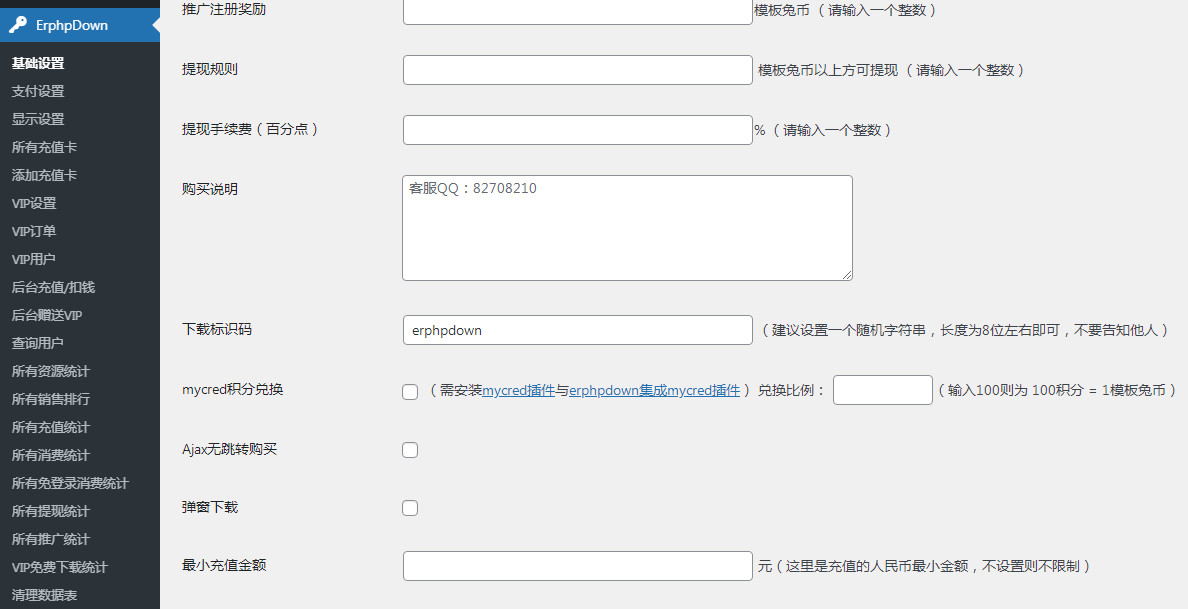 ErphpDown
基础设置
支付设置
显示设置
所有充值卡
添加充值卡
VIP设置
VIP订单
VIP用户
后台充值/扣钱
后台赠送VIP
查询用户
所有资源统计
所有销售排行
所有充值统计
所有消费统计
所有免登录消费统计
所有提现统计
所有推广统计
VIP免费下载统计
清理数据表
推广注册奖励 模板兔币（请输入一个整数）
提现规则 模板兔币以上方可提现（请输入一个整数）
提现手续费（百分点） %（请输入一个整数）
购买说明 客服QQ：82708210
下载标识码 erphpdown （建议设置一个随机字符串，长度为8位左右即可，不要告知他人）
mycred积分兑换 （需安装mycred插件与erphpdown集成mycred插件）兑换比例： （输入100则为 100积分 = 1模板兔币）
Ajax无跳转购买
弹窗下载
最小充值金额 元（这里是充值的人民币最小金额，不设置则不限制）